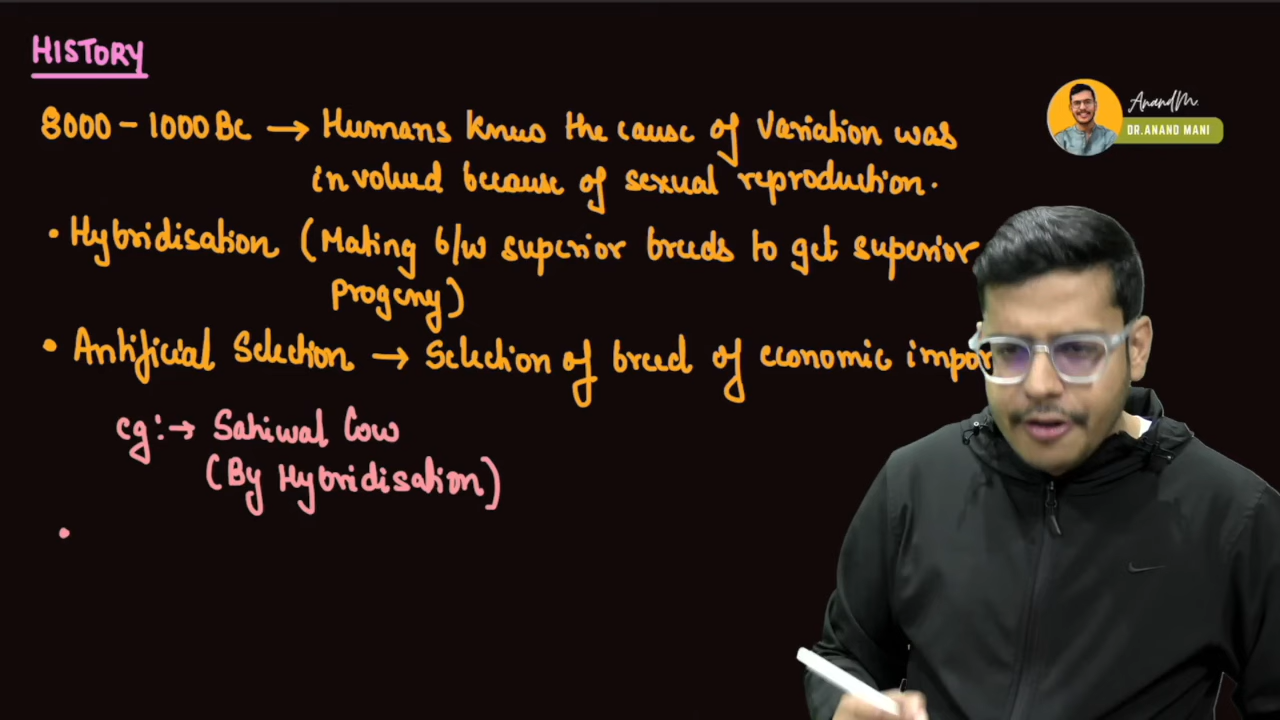 HISTORY
8000 - 1000 BC → Humans knew the cause of variation was
involved because of sexual reproduction.
• Hybridisation (Mating b/w superior breeds to get superior
progeny)
• Artificial Selection → Selection of breed of economic impor
eg:→ Sahiwal Cow
(By Hybridisation)
•
AnandM.
DR.ANAND MANI